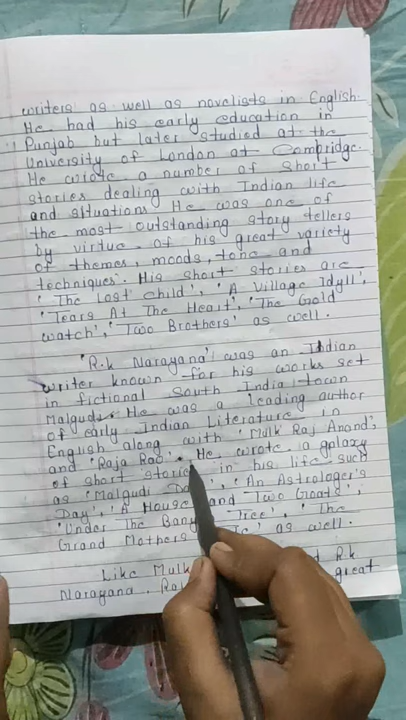 writers as well as novelists in English.
He had his early education in
Punjab but later studied at the
University of London at Cambridge.
He wrote a number of short
stories dealing with Indian life
and situations. He was one of
the most outstanding story tellers
by virtue of his great variety
of themes, moods, tone and
techniques. His short stories are
'The Lost Child', 'A Village Idyll',
'Tears At The Heart', 'The Gold
watch', 'Two Brothers' as well.
'R.k Narayana' was an Indian
writer known for his works set
in fictional South India town
Malgudi. He was a leading author
of early Indian Literature in
English along with 'Mulk Raj Anand',
and 'Raja Rao'. He wrote a galaxy
of short stories in his life such
as 'Malgudi 'An Astrologer's
Day', 'A House and Two Goats',
'Under The Tree', 'The
Grand Mothers as well.
Like Mulk R.k
Narayana, great